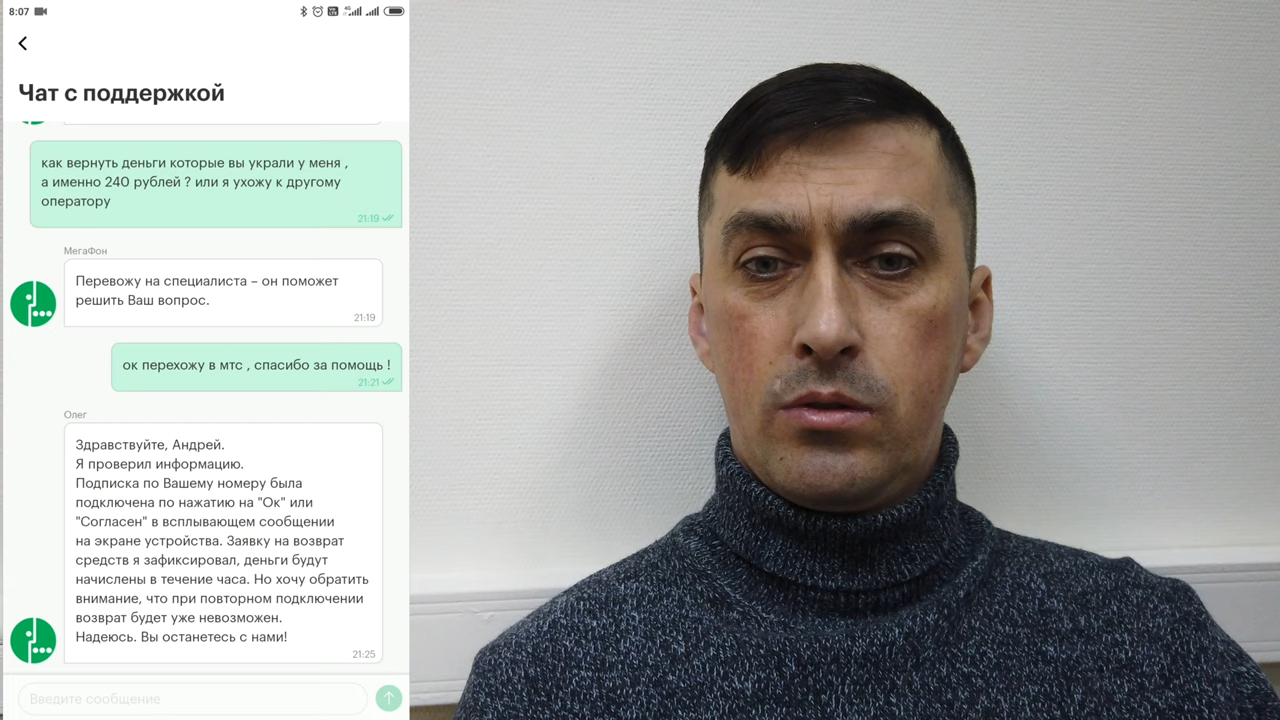 8:07
4G
Чат с поддержкой
как вернуть деньги которые вы украли у меня ,
а именно 240 рублей ? или я ухожу к другому
оператору
21:19
МегаФон
Перевожу на специалиста – он поможет
решить Ваш вопрос.
21:19
ок перехожу в мтс , спасибо за помощь !
21:21
Олег
Здравствуйте, Андрей.
Я проверил информацию.
Подписка по Вашему номеру была
подключена по нажатию на "Ок" или
"Согласен" в всплывающем сообщении
на экране устройства. Заявку на возврат
средств я зафиксировал, деньги будут
начислены в течение часа. Но хочу обратить
внимание, что при повторном подключении
возврат будет уже невозможен.
Надеюсь. Вы останетесь с нами!
21:25
Введите сообщение